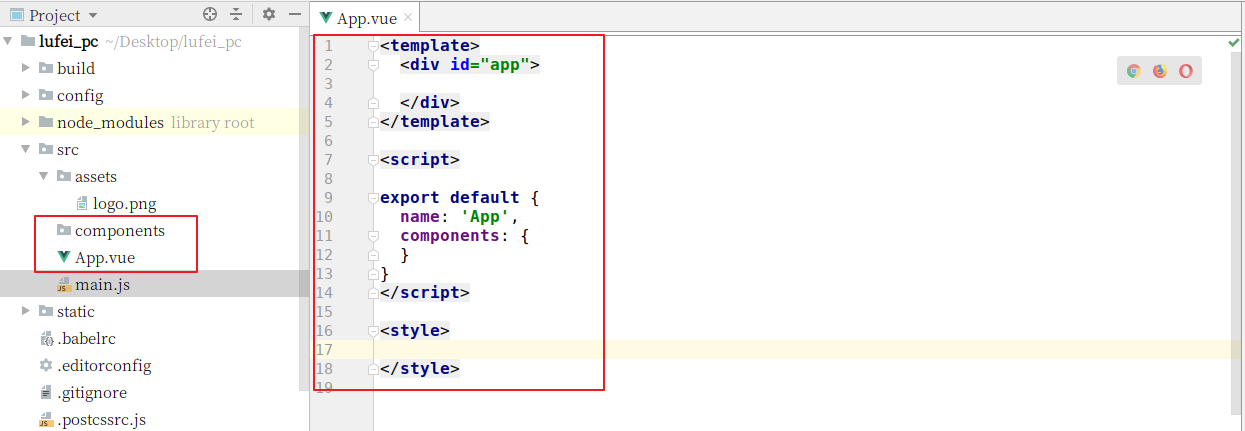 Project
lufei_pc ~/Desktop/lufei_pc
build
config
node_modules library root
src
assets
logo.png
components
App.vue
main.js
static
.babelrc
.editorconfig
.gitignore
.postcssrc.js
App.vue
1 <template>
2 <div id="app">
3
4 </div>
5 </template>
6
7 <script>
8
9 export default {
10 name: 'App',
11 components: {
12 }
13 }
14 </script>
15
16 <style>
17
18 </style>
19